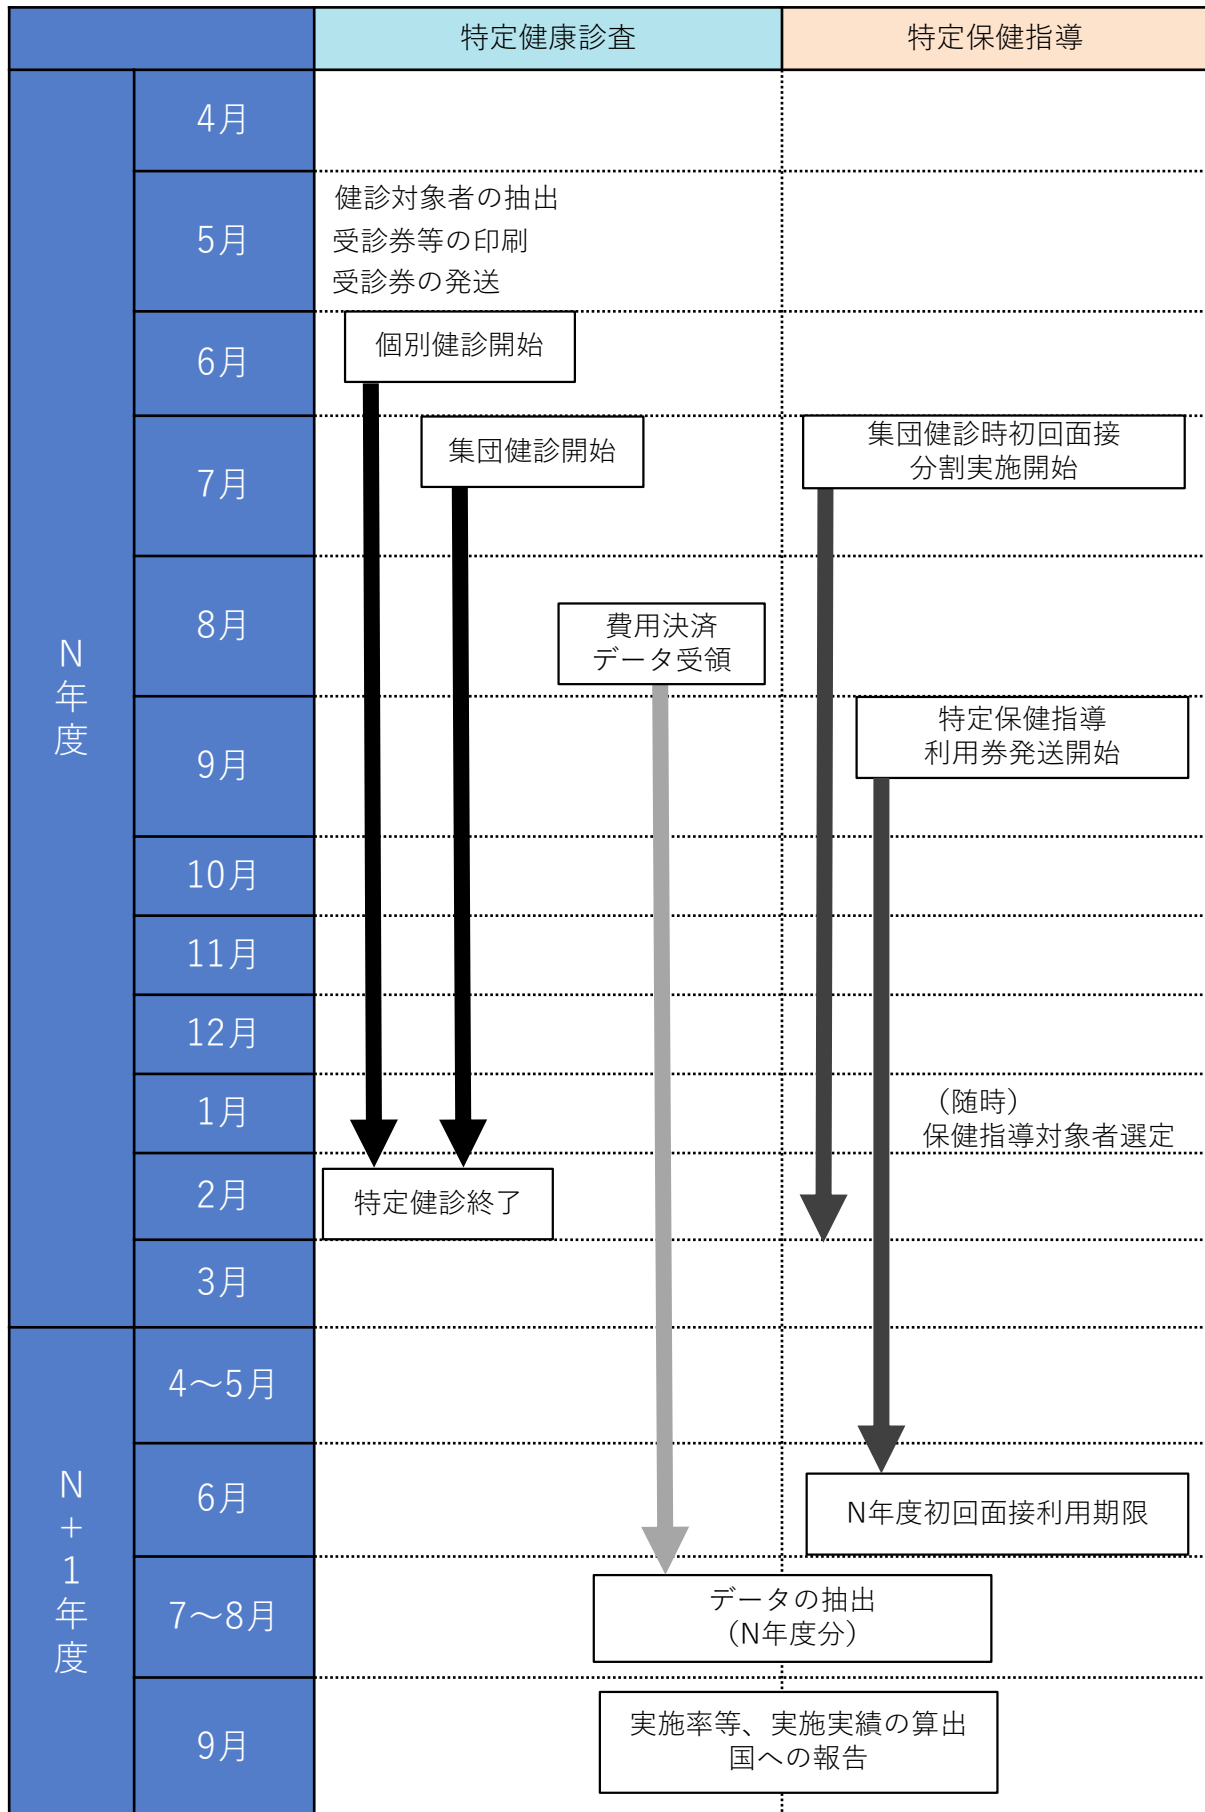 特定健康診査
特定保健指導
N年度
4月
5月
健診対象者の抽出
受診券等の印刷
受診券の発送
6月
個別健診開始
7月
集団健診開始
集団健診時初回面接
分割実施開始
8月
費用決済
データ受領
9月
特定保健指導
利用券発送開始
10月
11月
12月
1月
（随時）
保健指導対象者選定
2月
特定健診終了
3月
N+1年度
4～5月
6月
N年度初回面接利用期限
7～8月
データの抽出
（N年度分）
9月
実施率等、実施実績の算出
国への報告